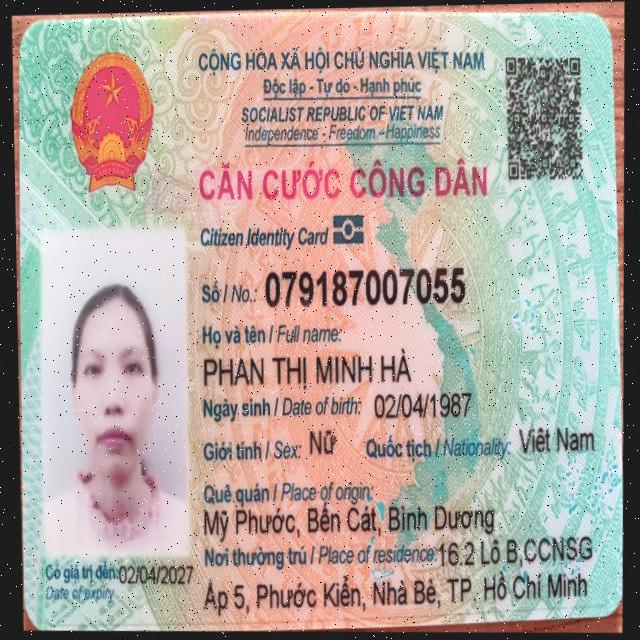 CỘNG HÒA XÃ HỘI CHỦ NGHĨA VIỆT NAM
Độc lập - Tự do - Hạnh phúc
SOCIALIST REPUBLIC OF VIET NAM
Independence - Freedom - Happiness
CĂN CƯỚC CÔNG DÂN
Citizen Identity Card
Số / No.: 079187007055
Họ và tên / Full name:
PHAN THỊ MINH HÀ
Ngày sinh / Date of birth: 02/04/1987
Giới tính / Sex: Nữ Quốc tịch / Nationality: Việt Nam
Quê quán / Place of origin:
Mỹ Phước, Bến Cát, Bình Dương
Nơi thường trú / Place of residence: 16.2 Lô B,CCNSG
Ấp 5, Phước Kiển, Nhà Bè, TP. Hồ Chí Minh
Có giá trị đến: 02/04/2027
Date of expiry